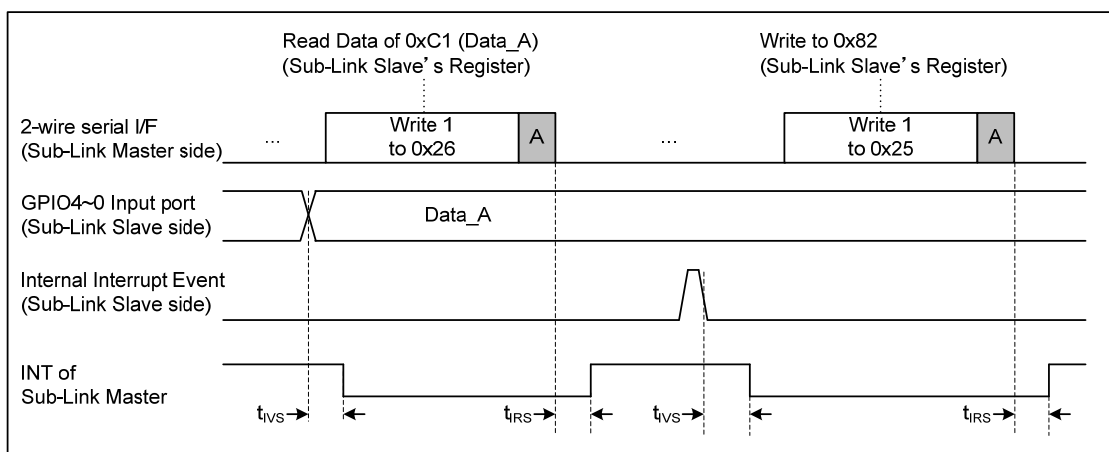 Read Data of 0xC1 (Data_A)
(Sub-Link Slave’s Register)
Write to 0x82
(Sub-Link Slave’s Register)
2-wire serial I/F
(Sub-Link Master side)
...
Write 1
to 0x26
A
...
Write 1
to 0x25
A
GPIO4~0 Input port
(Sub-Link Slave side)
Data_A
Internal Interrupt Event
(Sub-Link Slave side)
INT of
Sub-Link Master
tIVS
tIRS
tIVS
tIRS